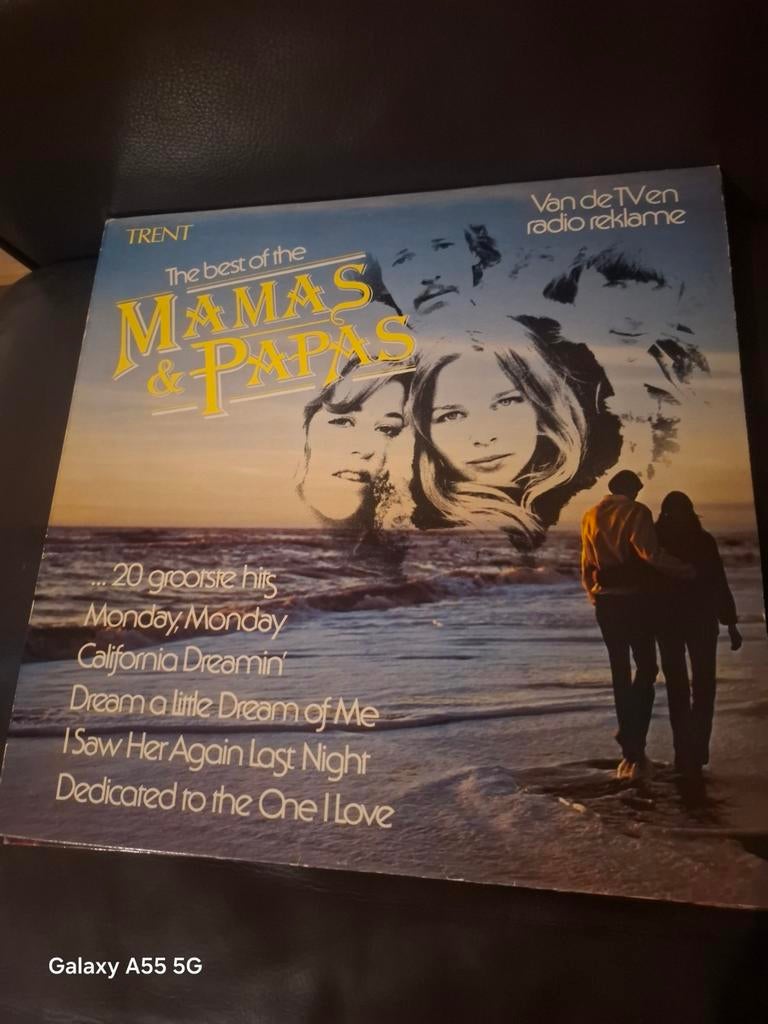 TRENT
Van de TV en
radio reklame
The best of the
MAMAS
& PAPAS
... 20 grootste hits
Monday, Monday
California Dreamin'
Dream a Little Dream of Me
I Saw Her Again Last Night
Dedicated to the One I Love
Galaxy A55 5G